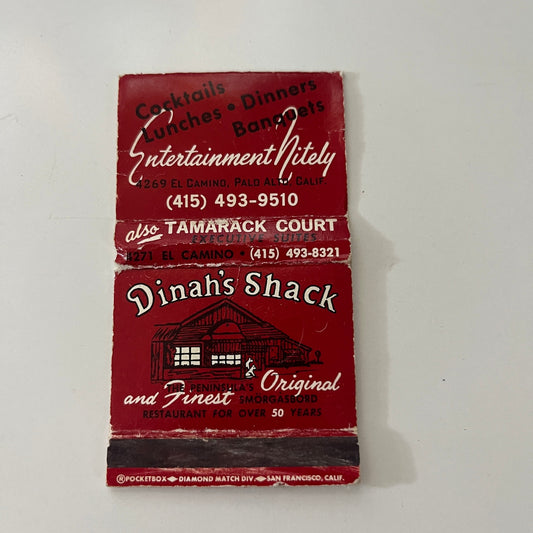 Cocktails
Lunches • Dinners
Banquets
Entertainment Nitely
4269 EL CAMINO, PALO ALTO, CALIF.
(415) 493-9510
also TAMARACK COURT
EXECUTIVE SUITES
4271 EL CAMINO • (415) 493-8321
Dinah's Shack
THE PENINSULA'S Original
and Finest SMORGASBORD
RESTAURANT FOR OVER 50 YEARS
®POCKETBOX DIAMOND MATCH DIV. SAN FRANCISCO, CALIF.